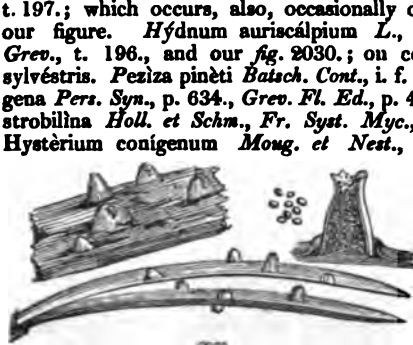 t. 197.; which occurs, also, occasionally
our figure. Hýdnum auriscálpium L.,
Grev., t. 196., and our fig. 2030.; on
sylvéstris. Pezìza pinèti Batsch. Cont., i. f.
gena Pers. Syn., p. 634., Grev. Fl. Ed., p. 4
strobilìna Holl. et Schm., Fr. Syst. Myc.,
Hystèrium conígenum Moug. et Nest.,